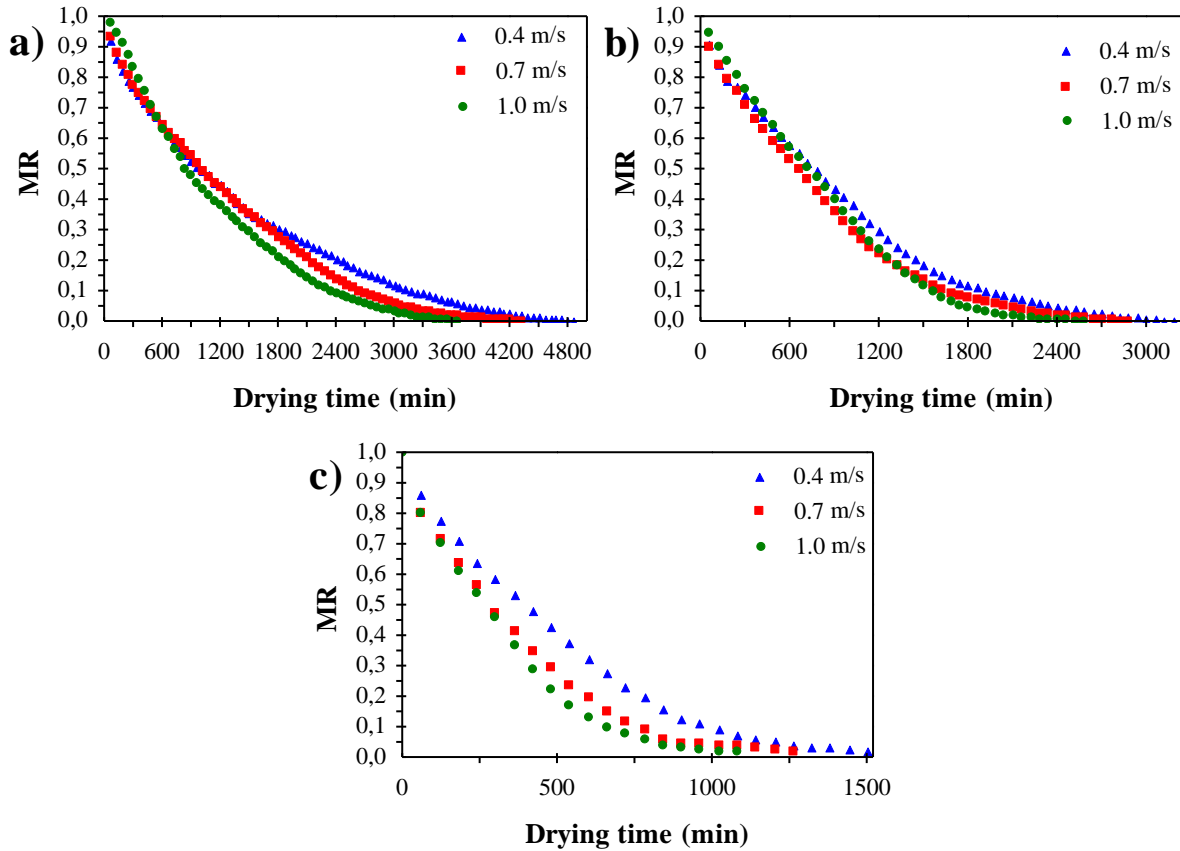 a)
1,0
0,9
0,8
0,7
0,6
0,5
0,4
0,3
0,2
0,1
0,0
MR
0.4 m/s
0.7 m/s
1.0 m/s
0 600 1200 1800 2400 3000 3600 4200 4800
Drying time (min)
b)
1,0
0,9
0,8
0,7
0,6
0,5
0,4
0,3
0,2
0,1
0,0
MR
0.4 m/s
0.7 m/s
1.0 m/s
0 600 1200 1800 2400 3000
Drying time (min)
c)
1,0
0,9
0,8
0,7
0,6
0,5
0,4
0,3
0,2
0,1
0,0
MR
0.4 m/s
0.7 m/s
1.0 m/s
0 500 1000 1500
Drying time (min)